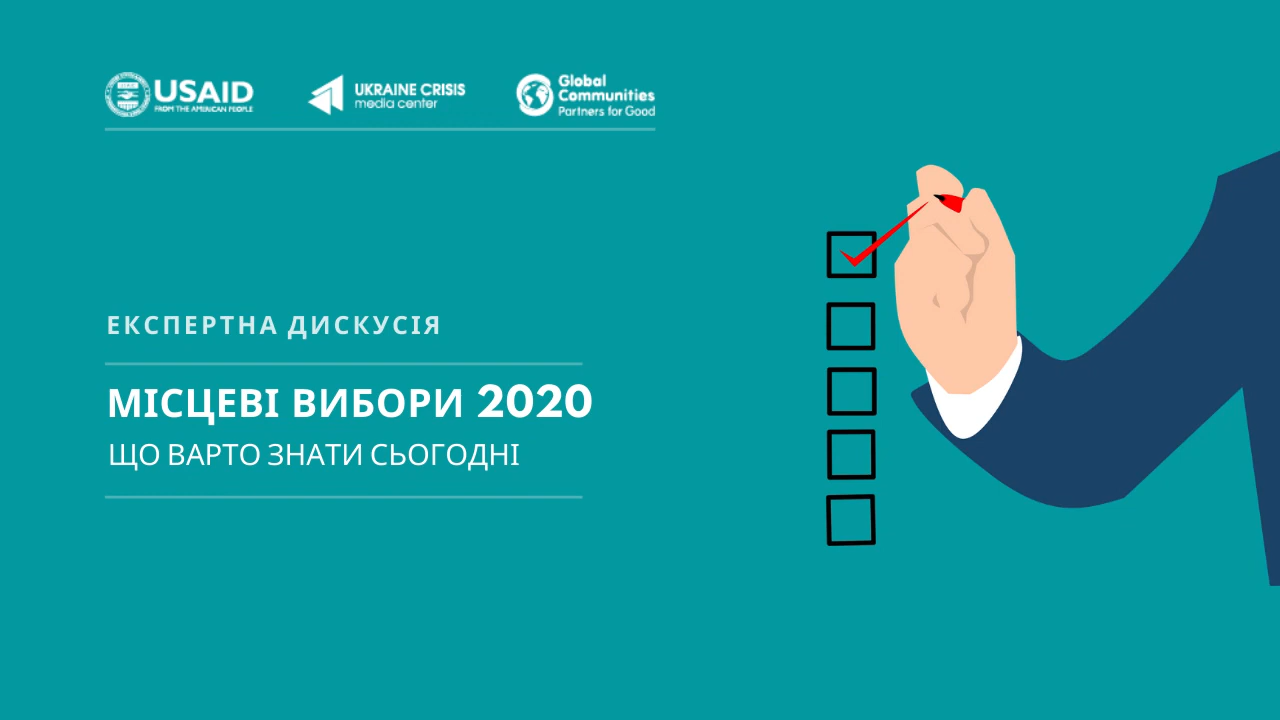 USAID
FROM THE AMERICAN PEOPLE
UKRAINE CRISIS
media center
Global
Communities
Partners for Good
ЕКСПЕРТНА ДИСКУСІЯ
МІСЦЕВІ ВИБОРИ 2020
ЩО ВАРТО ЗНАТИ СЬОГОДНІ